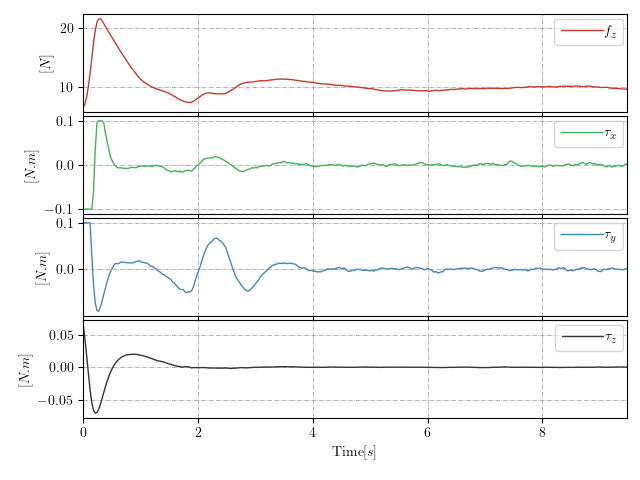 20
10
[N]
f_z
0.1
0.0
−0.1
[N.m]
τ_x
0.1
0.0
[N.m]
τ_y
0.05
0.00
−0.05
[N.m]
τ_z
0 2 4 6 8
Time[s]